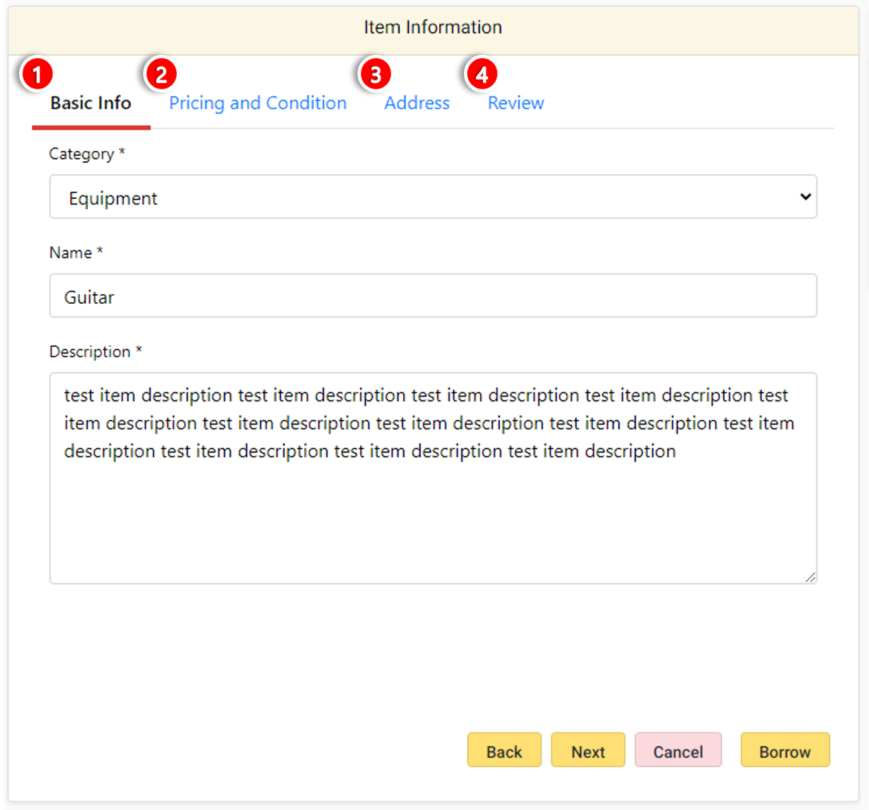 Item Information
1 2 3 4
Basic Info Pricing and Condition Address Review
Category *
Equipment
Name *
Guitar
Description *
test item description test item description test item description test item description test
item description test item description test item description test item description test item
description test item description test item description test item description
Back Next Cancel Borrow